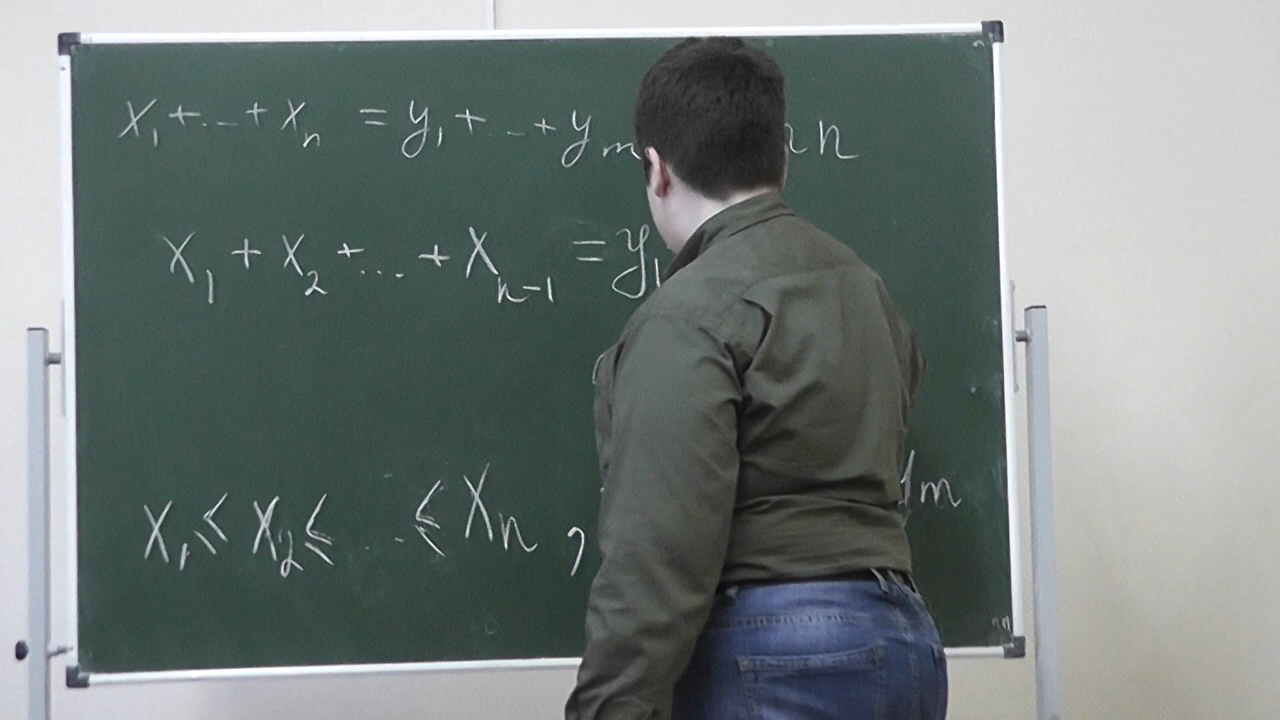 x₁ + ... + xₙ = y₁ + ... + yₘ n
x₁ + x₂ + ... + xₙ₋₁ = y₁
x₁ ≤ x₂ ≤ ... ≤ xₙ , m